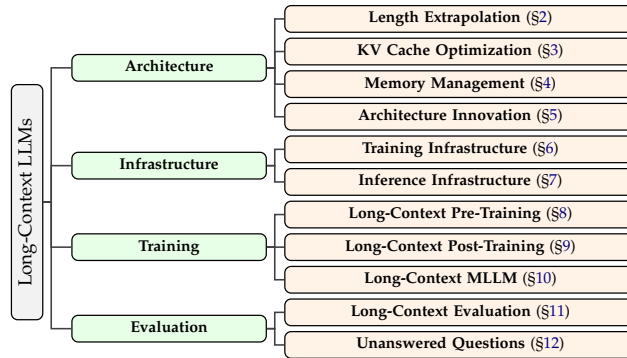 Long-Context LLMs
Architecture
Length Extrapolation (§2)
KV Cache Optimization (§3)
Memory Management (§4)
Architecture Innovation (§5)
Infrastructure
Training Infrastructure (§6)
Inference Infrastructure (§7)
Training
Long-Context Pre-Training (§8)
Long-Context Post-Training (§9)
Long-Context MLLM (§10)
Evaluation
Long-Context Evaluation (§11)
Unanswered Questions (§12)